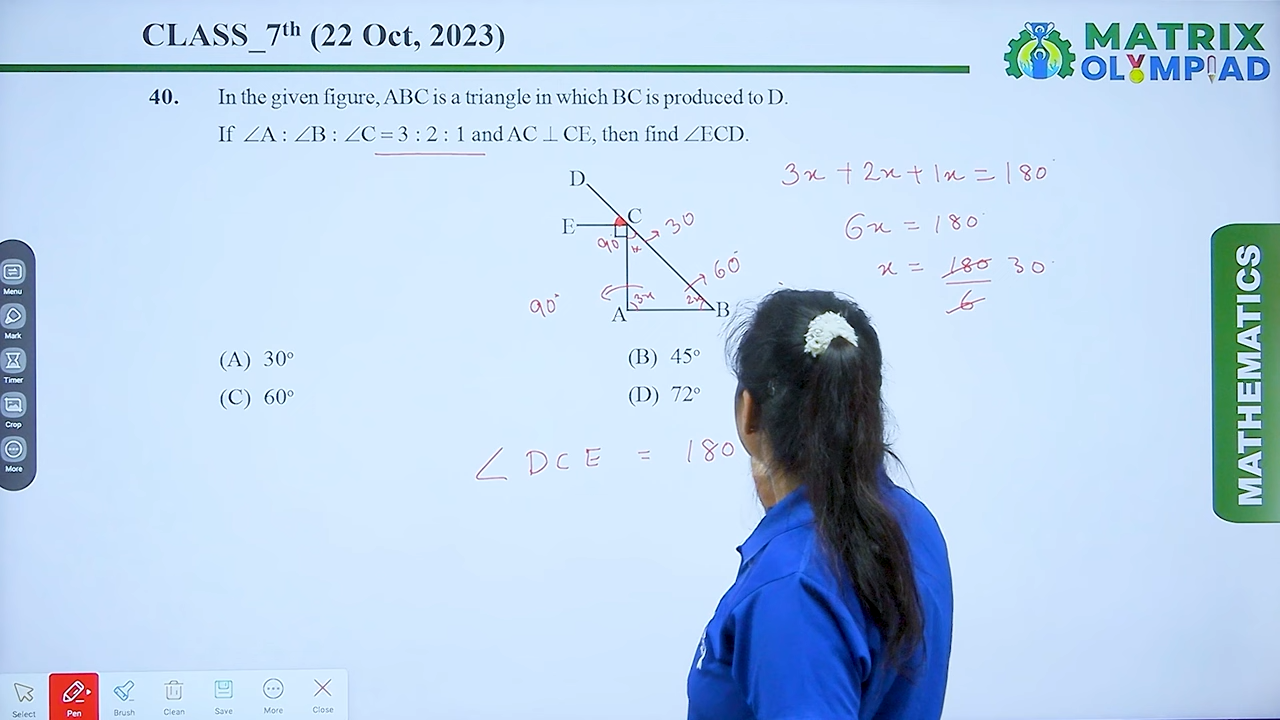 CLASS_7th (22 Oct, 2023)
MATRIX
OLYMPIAD
40. In the given figure, ABC is a triangle in which BC is produced to D.
If ∠A : ∠B : ∠C = 3 : 2 : 1 and AC ⊥ CE, then find ∠ECD.
3x + 2x + 1x = 180°
6x = 180°
x = 180/6 30°
D
C
E
30
90°
x
60°
90°
3x
2x
A
B
(A) 30°
(B) 45°
(C) 60°
(D) 72°
∠DCE = 180
MATHEMATICS
Menu
Mark
Timer
Crop
More
Select
Pen
Brush
Clean
Save
More
Close